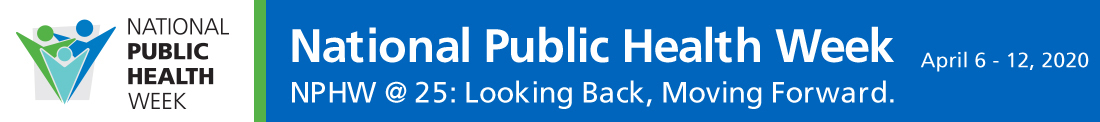 NATIONAL
PUBLIC
HEALTH
WEEK
National Public Health Week
April 6 - 12, 2020
NPHW @ 25: Looking Back, Moving Forward.